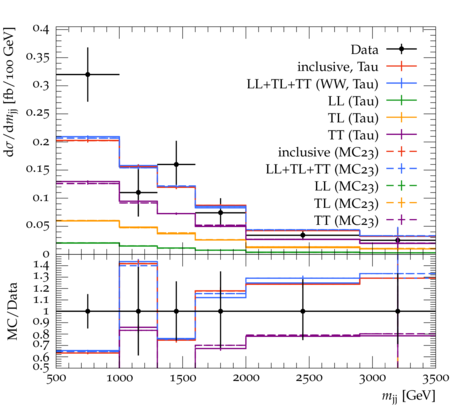 dσ/dmjj [fb/100 GeV]
0.4
0.35
0.3
0.25
0.2
0.15
0.1
0.05
0
Data
inclusive, Tau
LL+TL+TT (WW, Tau)
LL (Tau)
TL (Tau)
TT (Tau)
inclusive (MC23)
LL+TL+TT (MC23)
LL (MC23)
TL (MC23)
TT (MC23)
MC/Data
1.4
1.3
1.2
1.1
1
0.9
0.8
0.7
0.6
0.5
500 1000 1500 2000 2500 3000 3500
mjj [GeV]